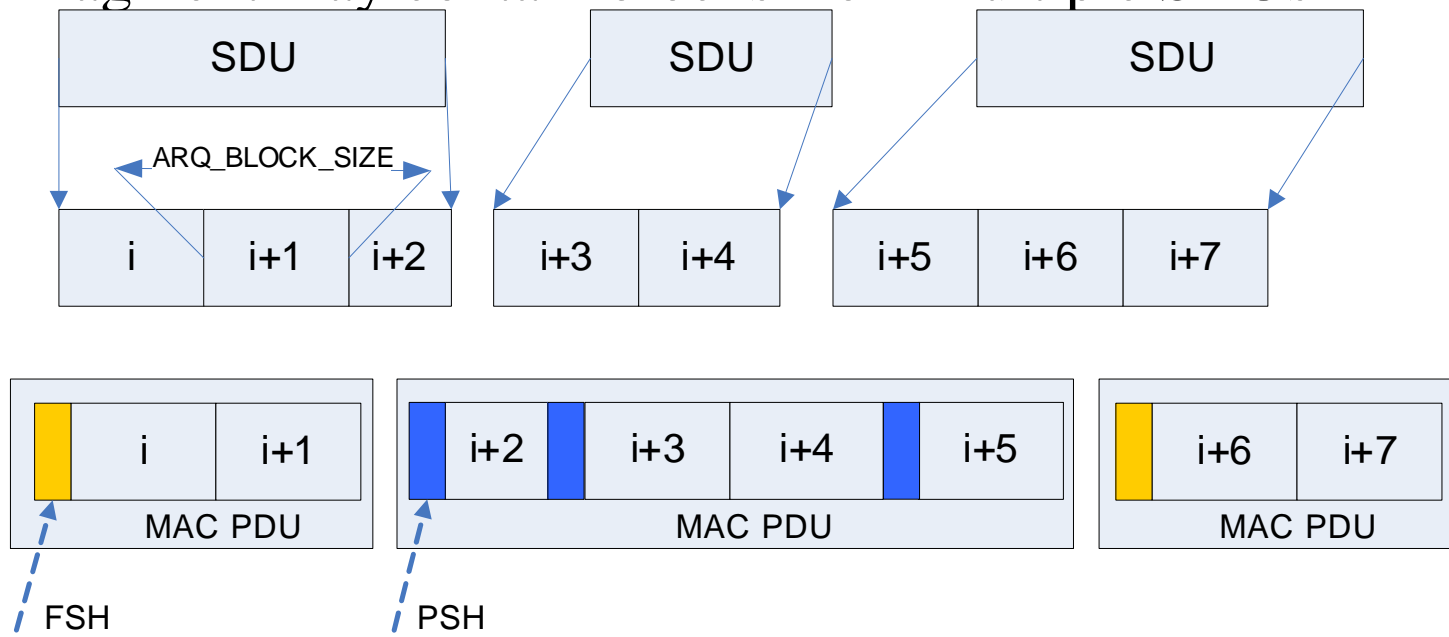 SDU SDU SDU
ARQ_BLOCK_SIZE
i i+1 i+2 i+3 i+4 i+5 i+6 i+7
i i+1 i+2 i+3 i+4 i+5 i+6 i+7
MAC PDU MAC PDU MAC PDU
FSH PSH